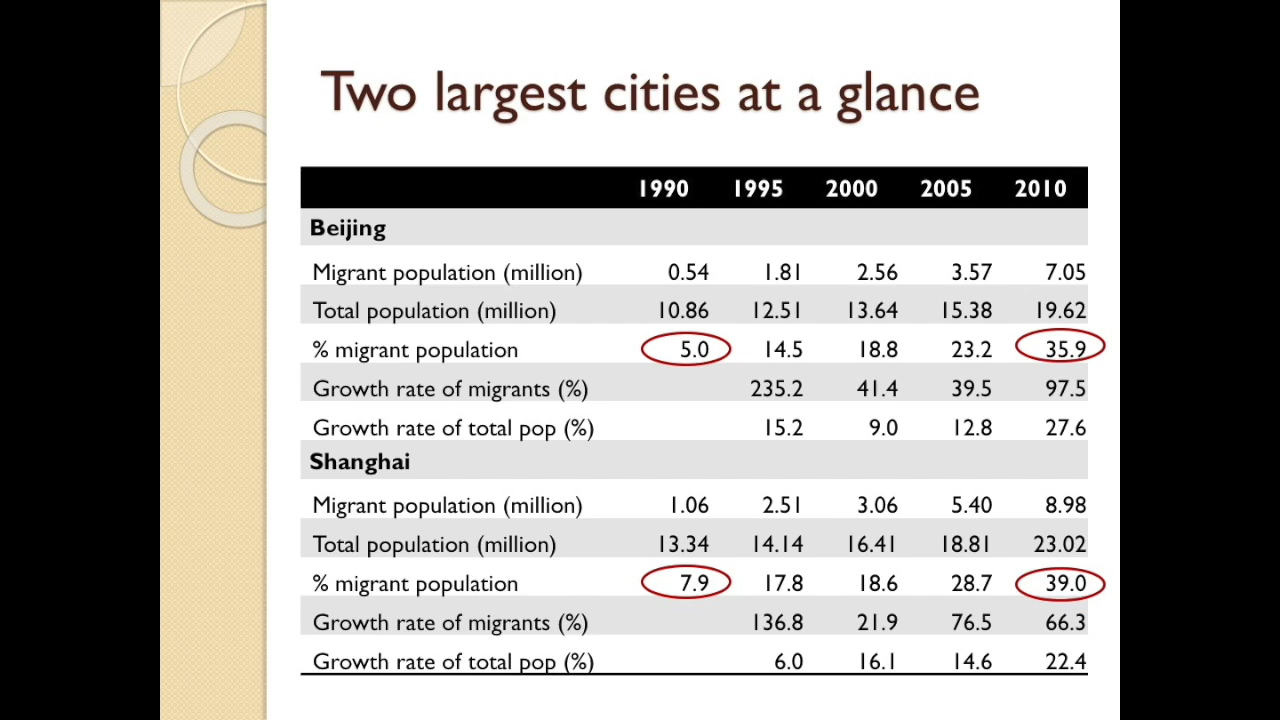 Two largest cities at a glance
1990 1995 2000 2005 2010
Beijing
Migrant population (million) 0.54 1.81 2.56 3.57 7.05
Total population (million) 10.86 12.51 13.64 15.38 19.62
% migrant population 5.0 14.5 18.8 23.2 35.9
Growth rate of migrants (%) 235.2 41.4 39.5 97.5
Growth rate of total pop (%) 15.2 9.0 12.8 27.6
Shanghai
Migrant population (million) 1.06 2.51 3.06 5.40 8.98
Total population (million) 13.34 14.14 16.41 18.81 23.02
% migrant population 7.9 17.8 18.6 28.7 39.0
Growth rate of migrants (%) 136.8 21.9 76.5 66.3
Growth rate of total pop (%) 6.0 16.1 14.6 22.4